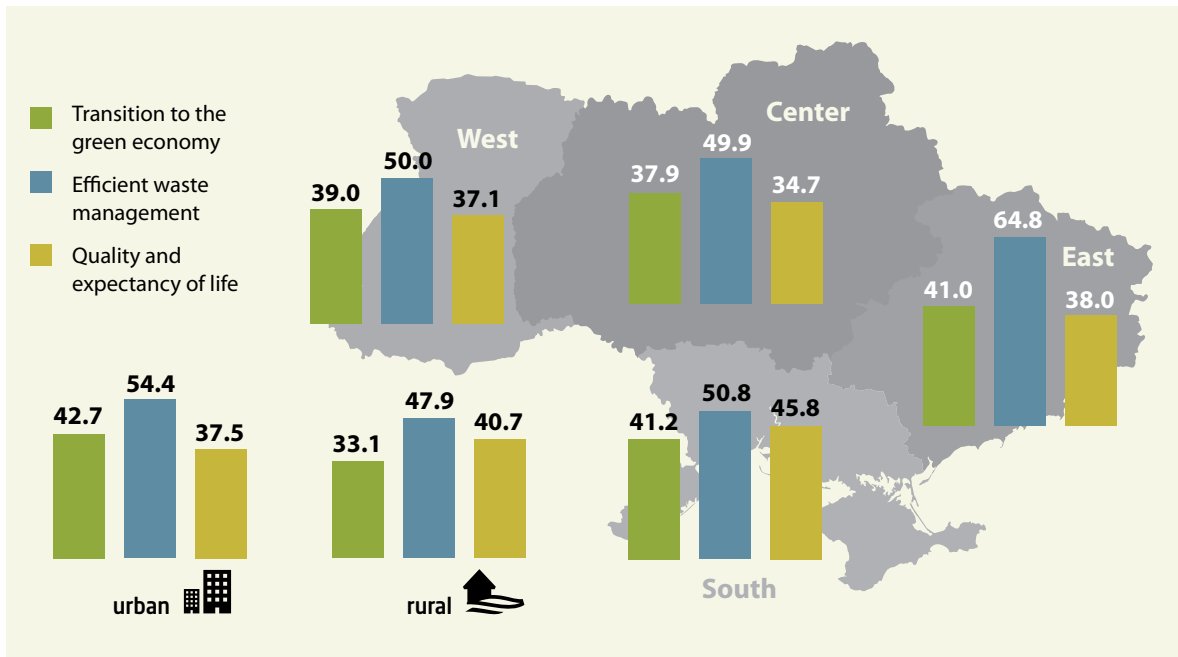 Transition to the
green economy
Efficient waste
management
Quality and
expectancy of life
West
39.0
50.0
37.1
Center
37.9
49.9
34.7
East
41.0
64.8
38.0
42.7
54.4
37.5
urban
33.1
47.9
40.7
rural
41.2
50.8
45.8
South